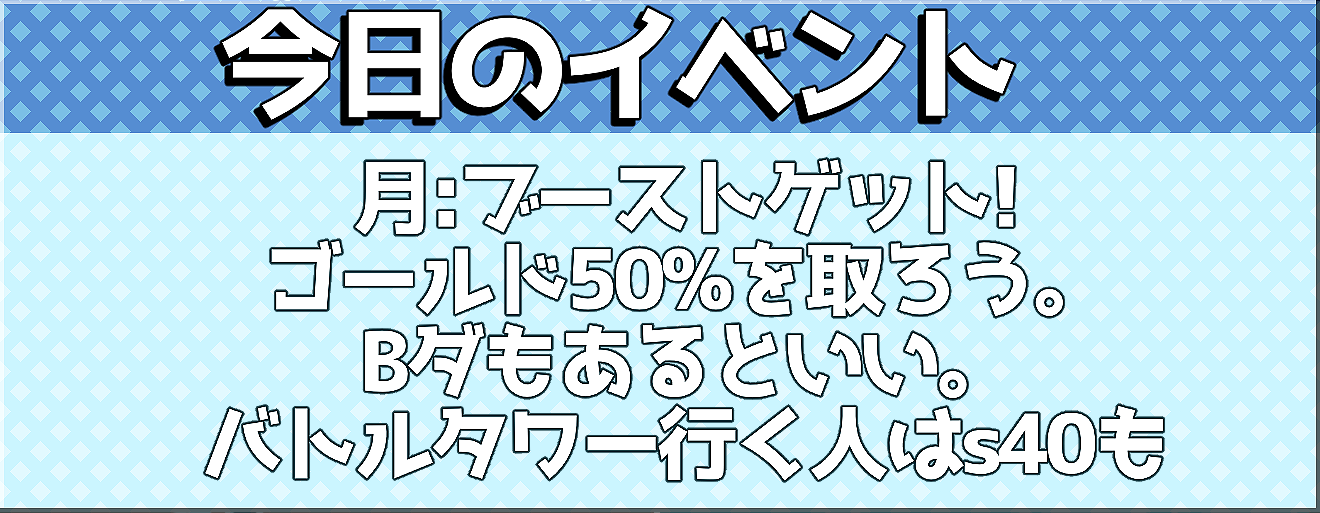 今日のイベント
月:ブーストゲット!
ゴールド50%を取ろう。
Bダもあるといい。
バトルタワー行く人はs40も